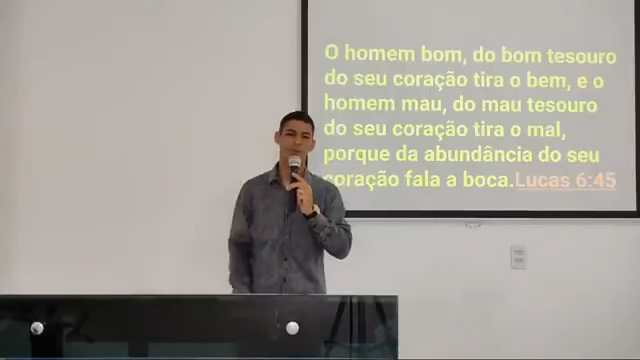 O homem bom, do bom tesouro
do seu coração tira o bem, e o
homem mau, do mau tesouro
do seu coração tira o mal,
porque da abundância do seu
coração fala a boca.Lucas 6:45